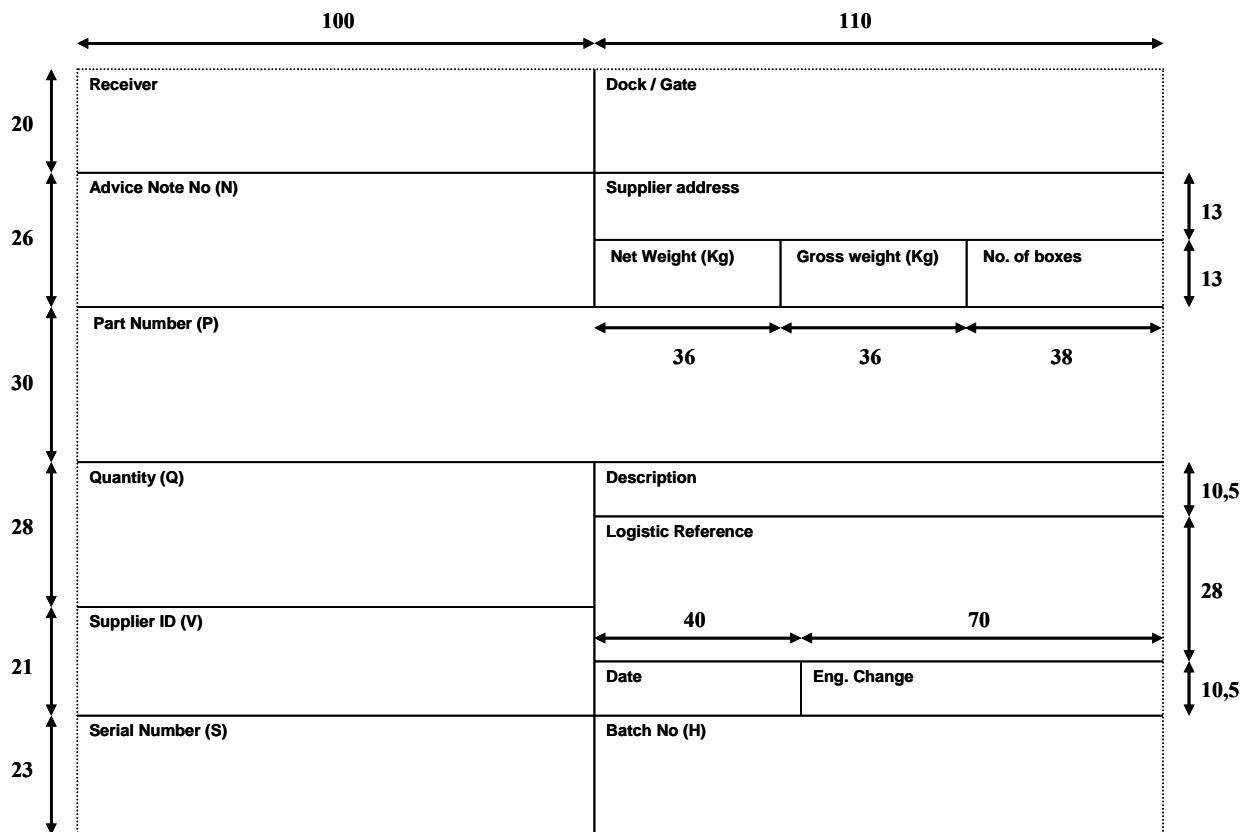 100 110
Receiver Dock / Gate
20
Advice Note No (N) Supplier address
13
26
Net Weight (Kg) Gross weight (Kg) No. of boxes
13
Part Number (P)
36 36 38
30
Quantity (Q) Description
10,5
28
Logistic Reference
28
Supplier ID (V) 40 70
21
Date Eng. Change
10,5
Serial Number (S) Batch No (H)
23